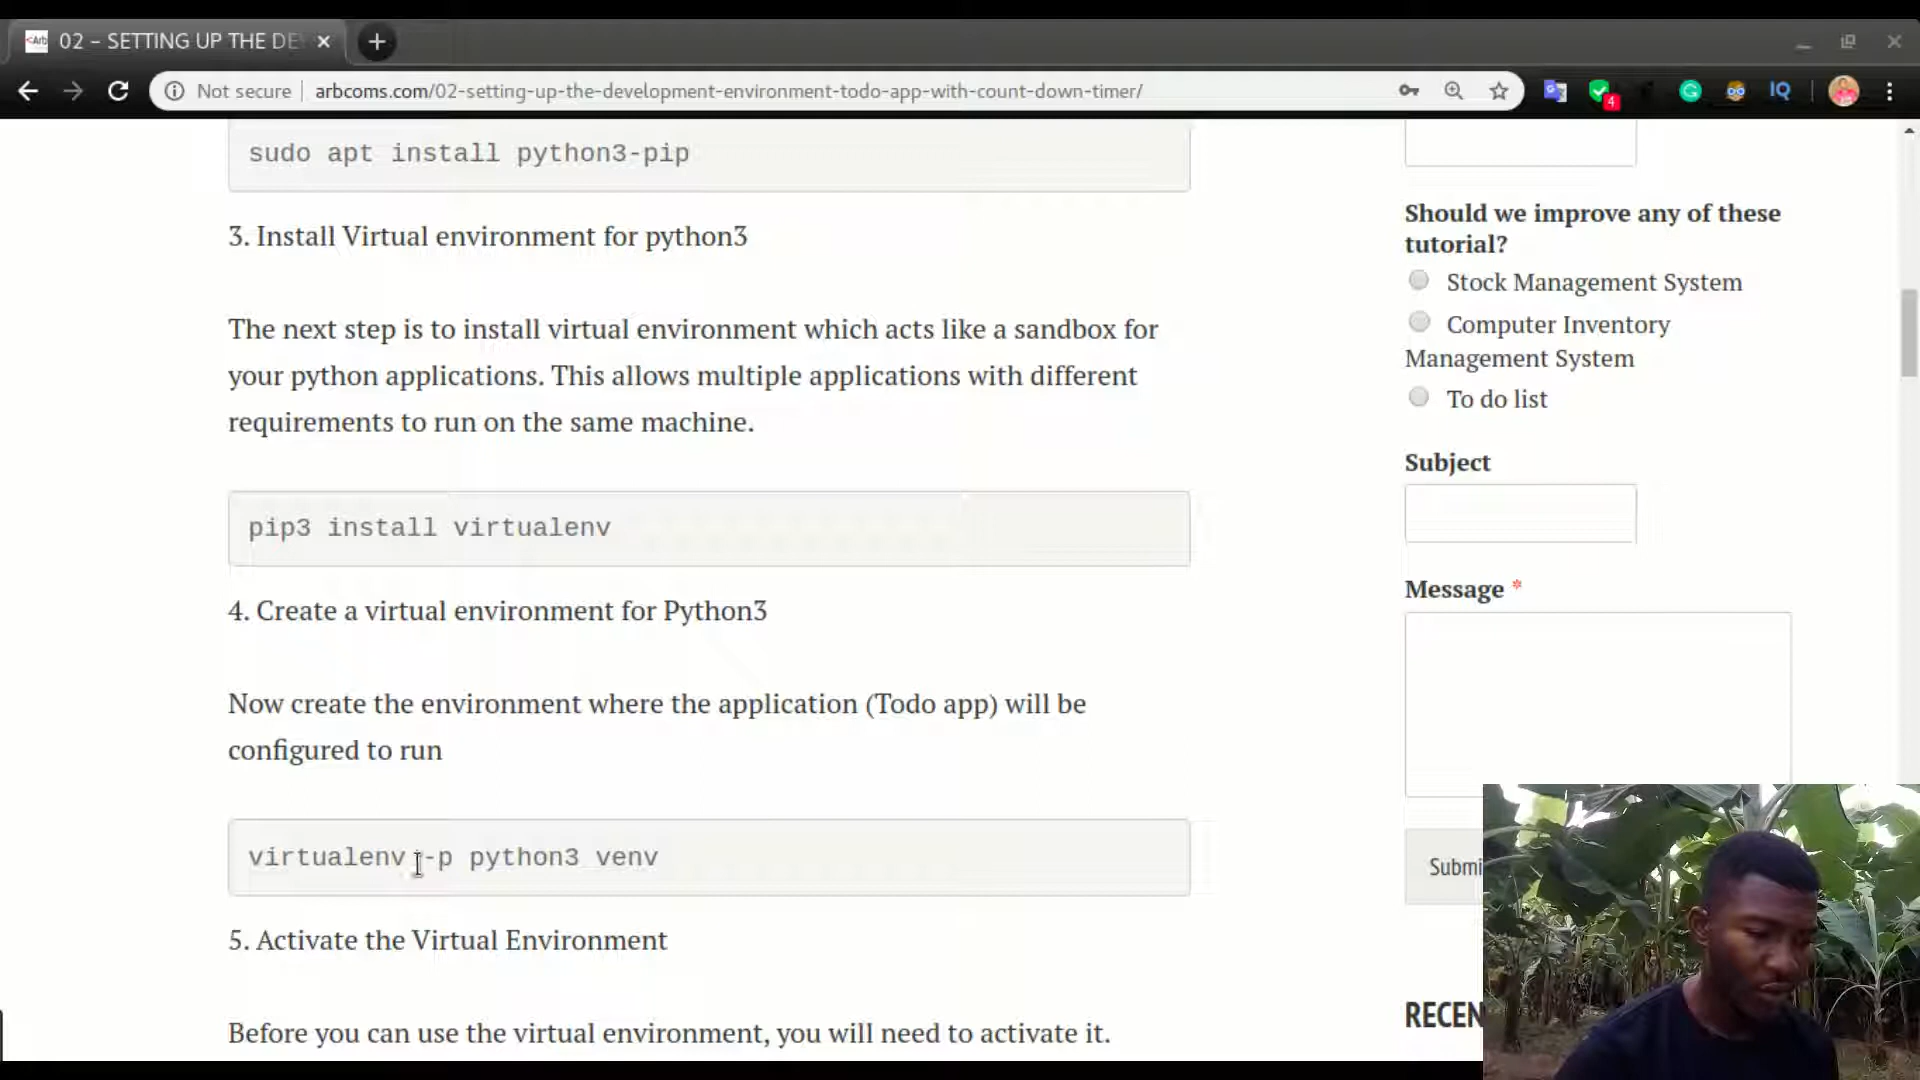 <Arb 02 – SETTING UP THE DE
Not secure arbcoms.com/02-setting-up-the-development-environment-todo-app-with-count-down-timer/
4
IQ
sudo apt install python3-pip
3. Install Virtual environment for python3
The next step is to install virtual environment which acts like a sandbox for
your python applications. This allows multiple applications with different
requirements to run on the same machine.
pip3 install virtualenv
4. Create a virtual environment for Python3
Now create the environment where the application (Todo app) will be
configured to run
virtualenv -p python3 venv
5. Activate the Virtual Environment
Before you can use the virtual environment, you will need to activate it.
Should we improve any of these
tutorial?
Stock Management System
Computer Inventory
Management System
To do list
Subject
Message *
Submi
RECEN